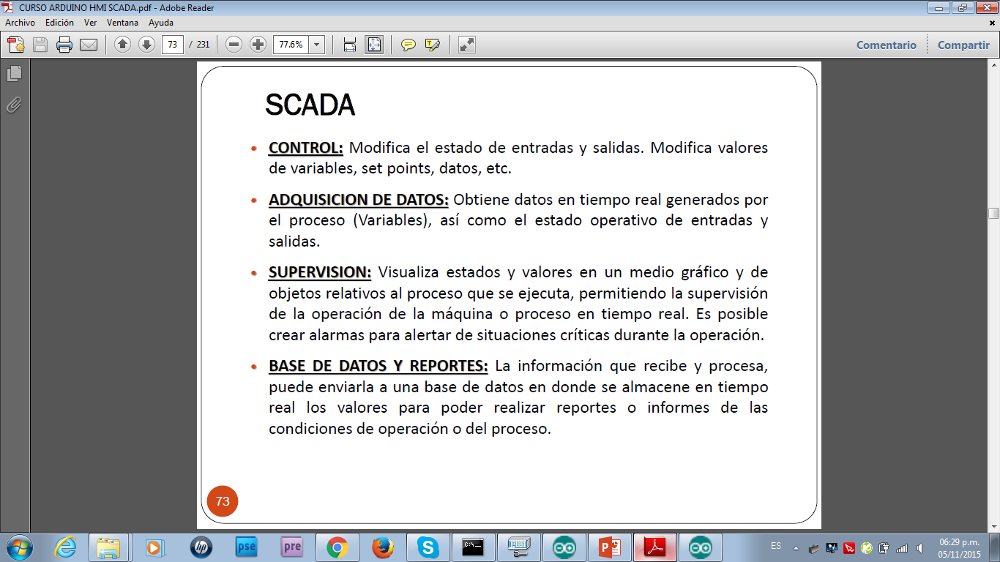 CURSO ARDUINO HMI SCADA.pdf - Adobe Reader
Archivo Edición Ver Ventana Ayuda
73 / 231 77.6% Comentario Compartir
SCADA
• CONTROL: Modifica el estado de entradas y salidas. Modifica valores
de variables, set points, datos, etc.
• ADQUISICION DE DATOS: Obtiene datos en tiempo real generados por
el proceso (Variables), así como el estado operativo de entradas y
salidas.
• SUPERVISION: Visualiza estados y valores en un medio gráfico y de
objetos relativos al proceso que se ejecuta, permitiendo la supervisión
de la operación de la máquina o proceso en tiempo real. Es posible
crear alarmas para alertar de situaciones críticas durante la operación.
• BASE DE DATOS Y REPORTES: La información que recibe y procesa,
puede enviarla a una base de datos en donde se almacene en tiempo
real los valores para poder realizar reportes o informes de las
condiciones de operación o del proceso.
73
hp pse pre C:\_ ES 06:29 p.m.
05/11/2015